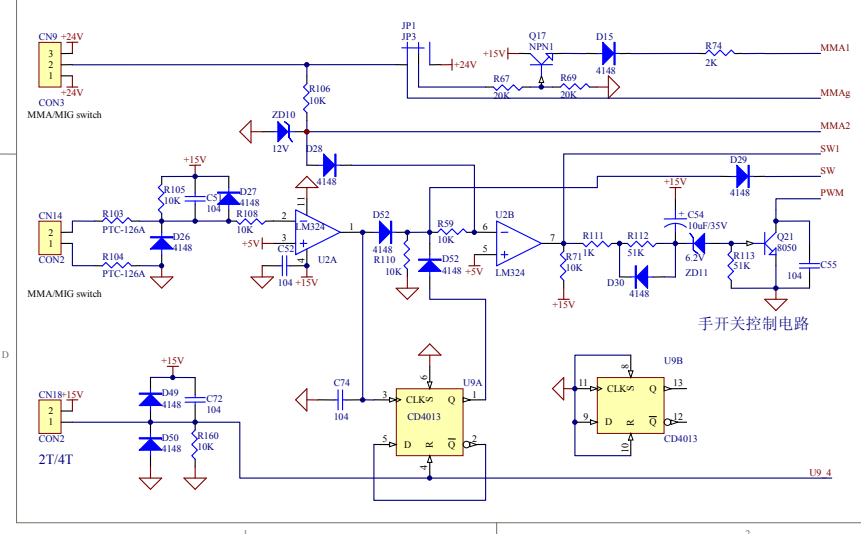 CN9
+24V
3
2
1
+24V
CON3
MMA/MIG switch
JP1
JP3
+24V
Q17
NPN1
+15V
D15
4148
R74
2K
MMA1
R67
20K
R69
20K
MMAg
R106
10K
ZD10
12V
MMA2
D28
4148
SW1
D29
4148
SW
PWM
+15V
R105
10K
C51
104
D27
4148
CN14
2
1
CON2
R103
PTC-126A
R104
PTC-126A
D26
4148
R108
10K
+5V
2
3
11
4
1
LM324
U2A
C52
104
+15V
MMA/MIG switch
D52
4148
R110
10K
R59
10K
D52
4148
U2B
6
5
7
LM324
+5V
R71
10K
+15V
R111
1K
R112
51K
D30
4148
+15V
C54
10uF/35V
6.2V
ZD11
R113
51K
Q21
8050
C55
104
手开关控制电路
D
CN18
+15V
2
1
CON2
2T/4T
+15V
D49
4148
C72
104
D50
4148
R160
10K
C74
104
U9A
6
3
CLK
S
Q
1
CD4013
5
D
R
Q
2
4
U9B
8
11
CLK
S
Q
13
9
D
R
Q
12
10
CD4013
U9_4
1
2